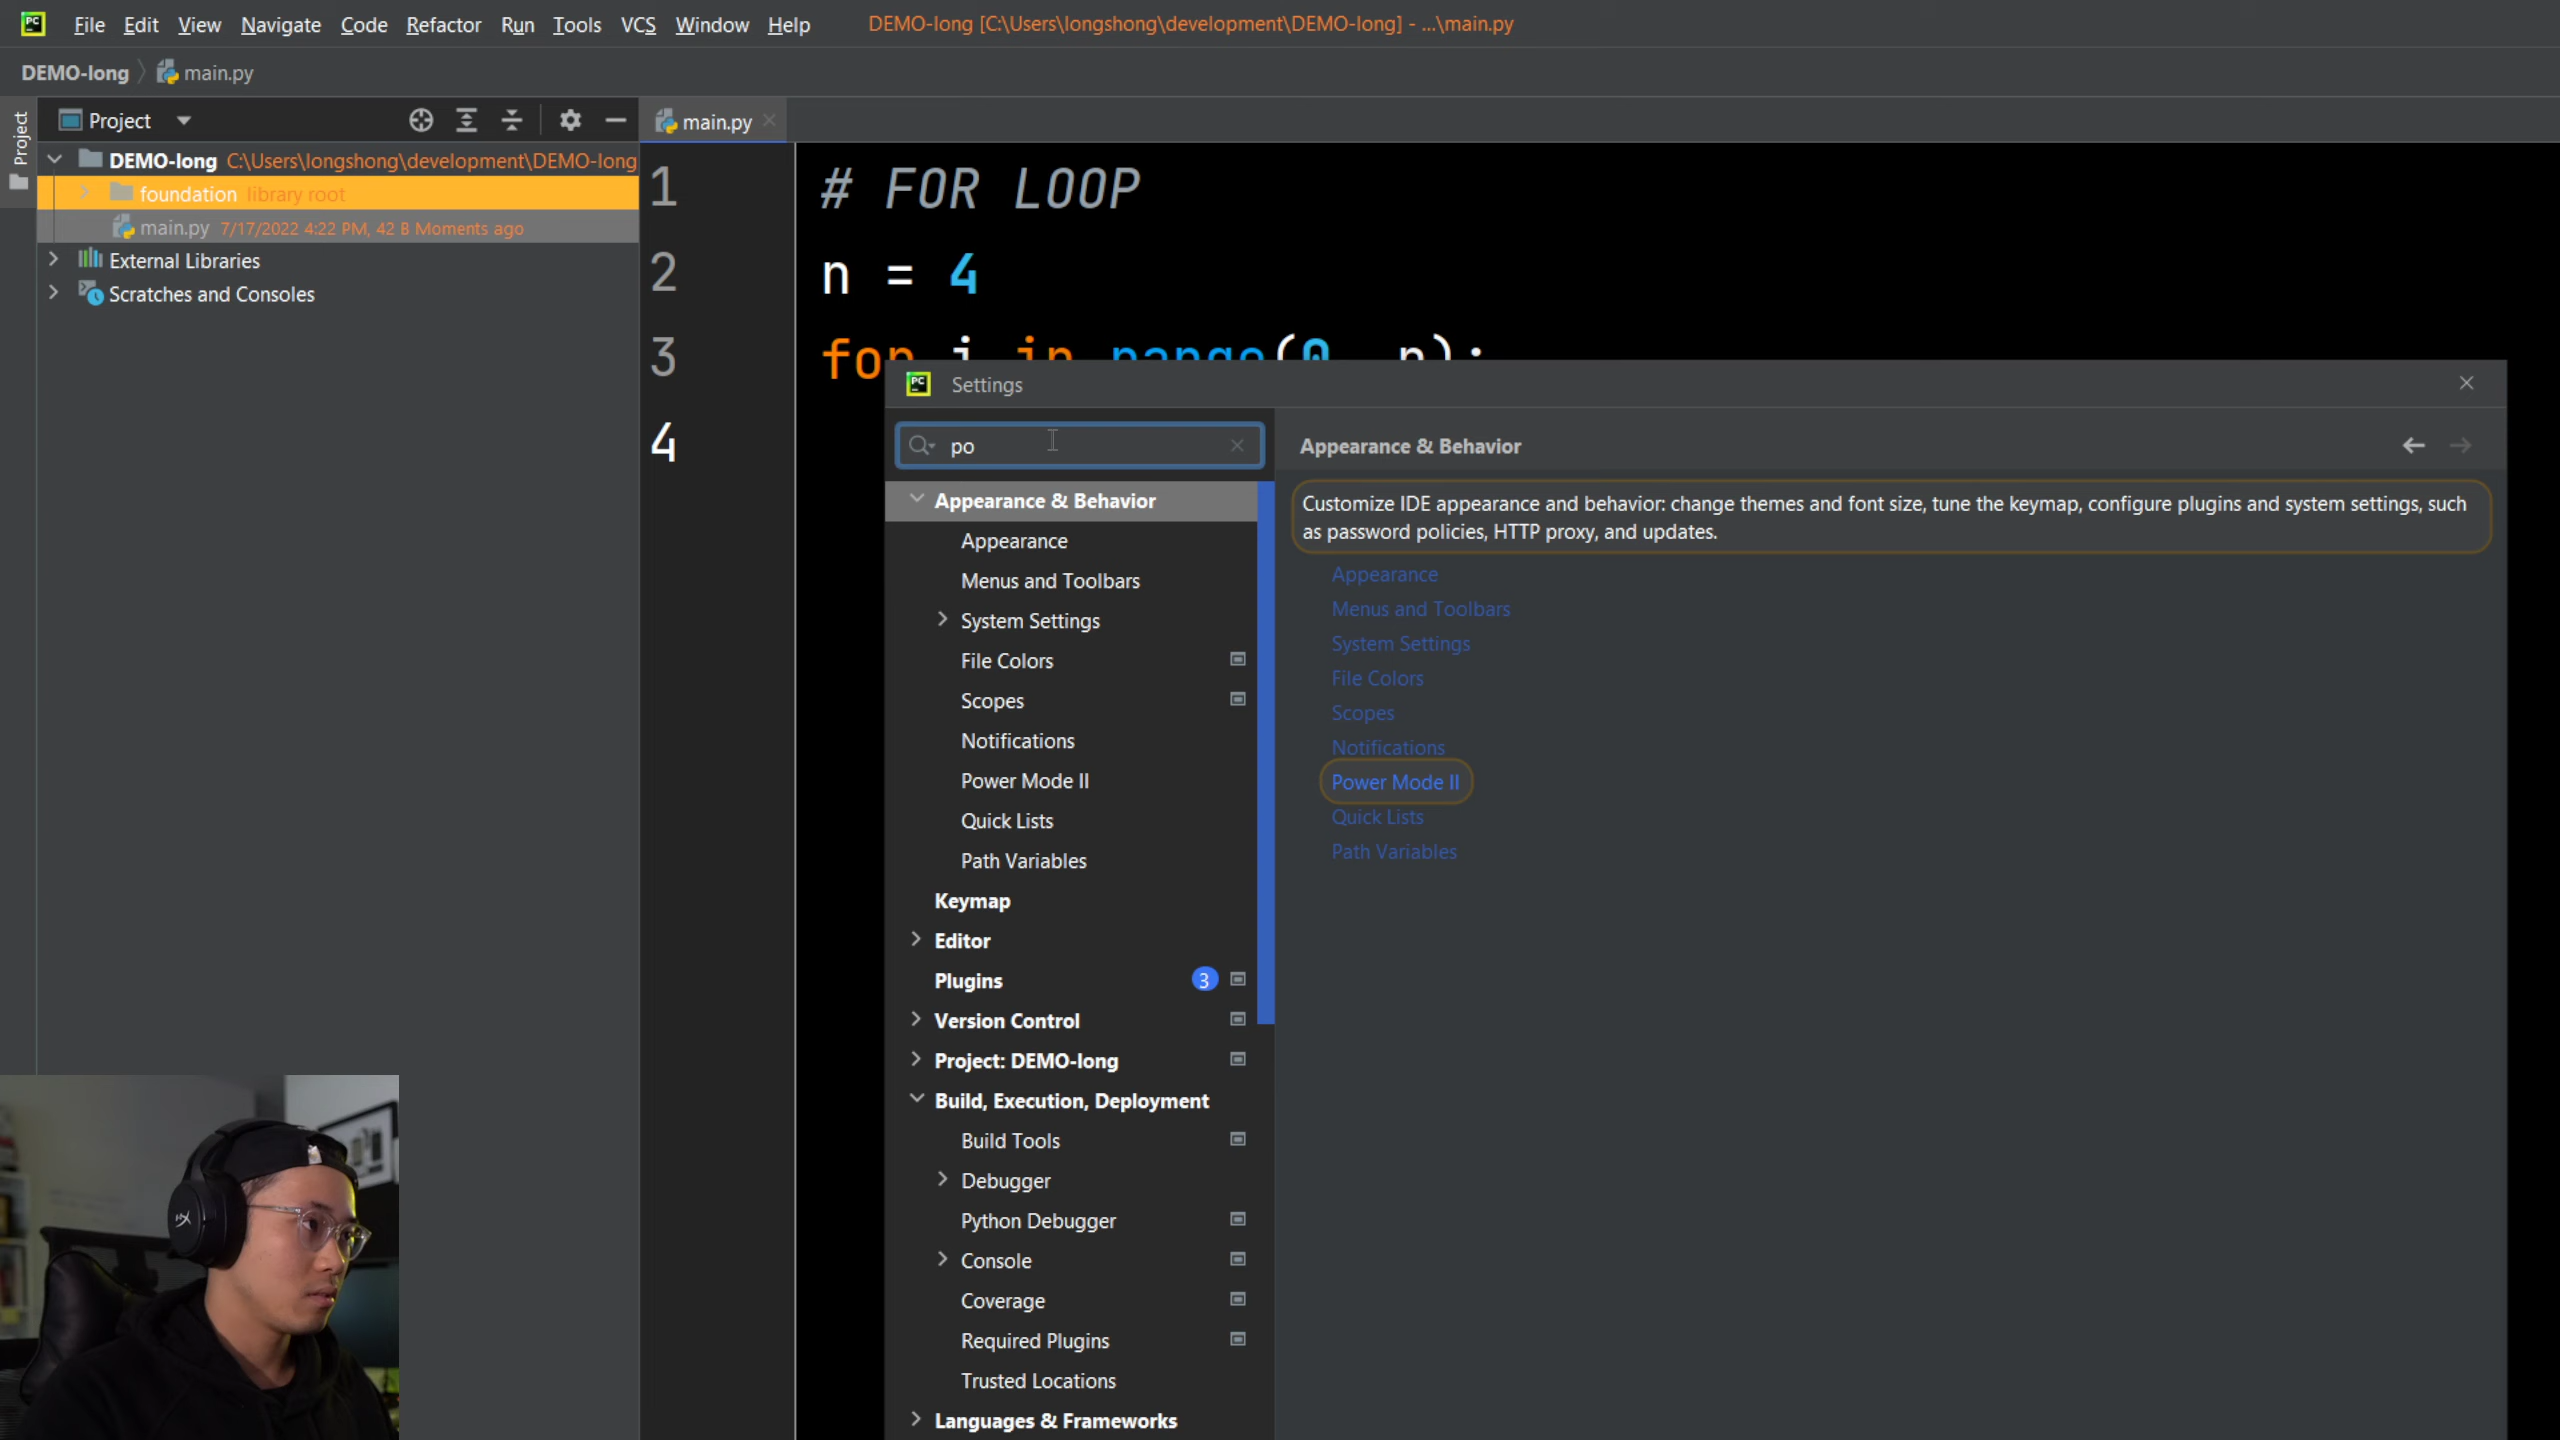 PC File Edit View Navigate Code Refactor Run Tools VCS Window Help DEMO-long [C:\Users\longshong\development\DEMO-long] - ...\main.py
DEMO-long main.py
Project
Project
main.py
DEMO-long C:\Users\longshong\development\DEMO-long
foundation library root
main.py 7/17/2022 4:22 PM, 42 B Moments ago
External Libraries
Scratches and Consoles
1 # FOR LOOP
2 n = 4
3 for i in range(0, n):
4
PC Settings
po
Appearance & Behavior
Appearance
Menus and Toolbars
System Settings
File Colors
Scopes
Notifications
Power Mode II
Quick Lists
Path Variables
Keymap
Editor
Plugins 3
Version Control
Project: DEMO-long
Build, Execution, Deployment
Build Tools
Debugger
Python Debugger
Console
Coverage
Required Plugins
Trusted Locations
Languages & Frameworks
Appearance & Behavior
Customize IDE appearance and behavior: change themes and font size, tune the keymap, configure plugins and system settings, such
as password policies, HTTP proxy, and updates.
Appearance
Menus and Toolbars
System Settings
File Colors
Scopes
Notifications
Power Mode II
Quick Lists
Path Variables